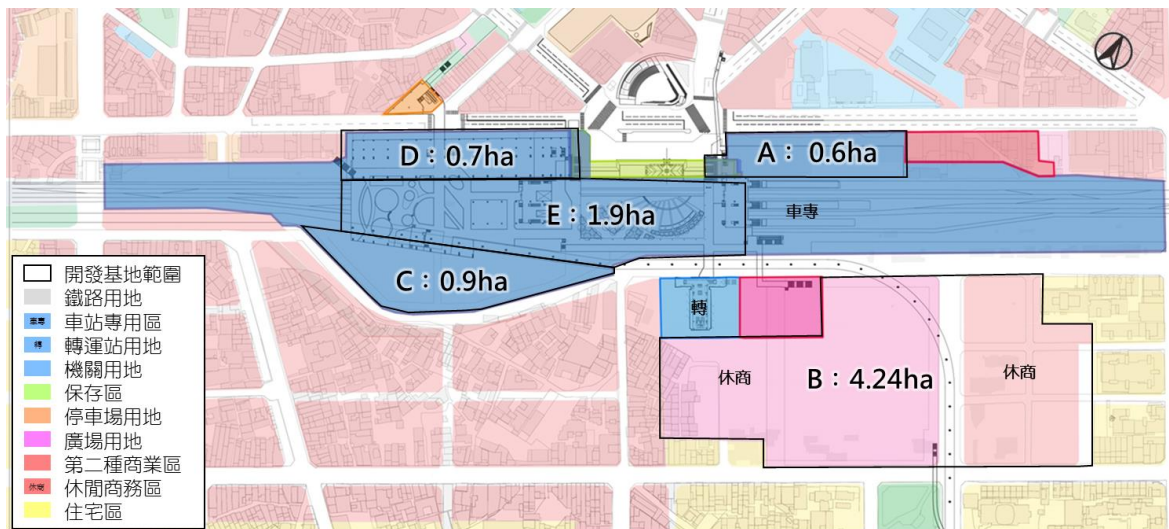 D：0.7ha
A： 0.6ha
E：1.9ha
車專
C：0.9ha
轉
休商
B：4.24ha
休商
開發基地範圍
鐵路用地
車專 車站專用區
轉 轉運站用地
機關用地
保存區
停車場用地
廣場用地
第二種商業區
休商 休閒商務區
住宅區